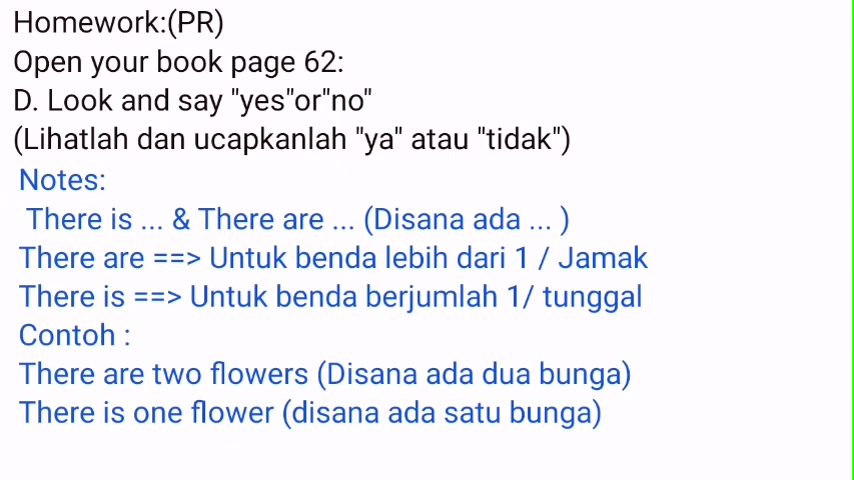 Homework:(PR)
Open your book page 62:
D. Look and say "yes"or"no"
(Lihatlah dan ucapkanlah "ya" atau "tidak")
Notes:
There is ... & There are ... (Disana ada ... )
There are ==> Untuk benda lebih dari 1 / Jamak
There is ==> Untuk benda berjumlah 1/ tunggal
Contoh :
There are two flowers (Disana ada dua bunga)
There is one flower (disana ada satu bunga)